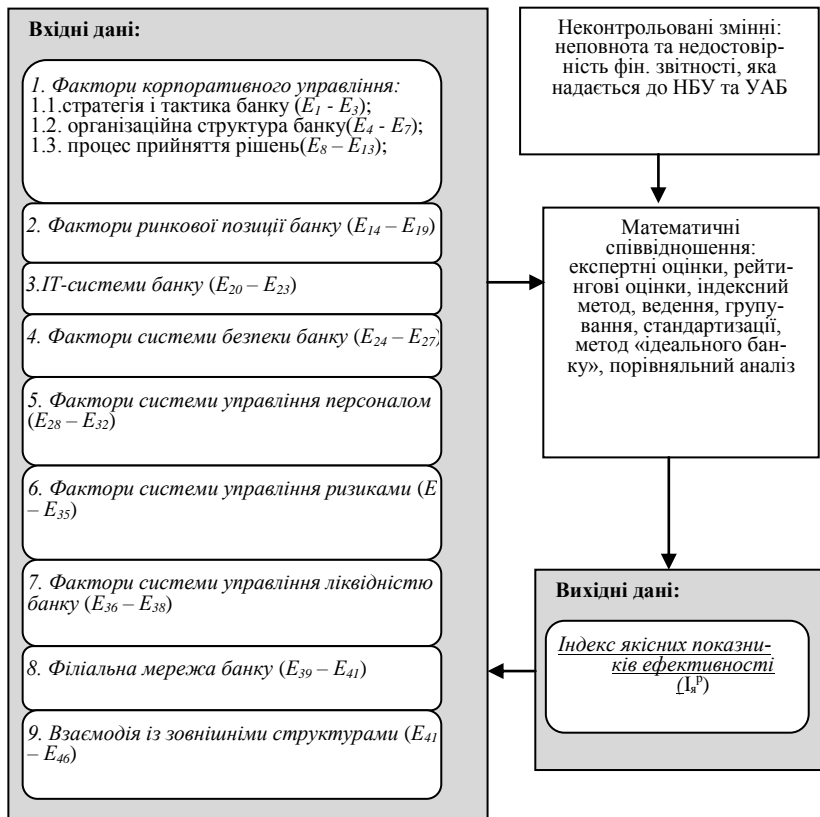 Вхідні дані:
1. Фактори корпоративного управління:
1.1.стратегія і тактика банку (E1 - E3);
1.2. організаційна структура банку(E4 - E7);
1.3. процес прийняття рішень(E8 – E13);
2. Фактори ринкової позиції банку (E14 – E19)
3.ІТ-системи банку (E20 – E23)
4. Фактори системи безпеки банку (E24 – E27)
5. Фактори системи управління персоналом
(E28 – E32)
6. Фактори системи управління ризиками (E
– E35)
7. Фактори системи управління ліквідністю
банку (E36 – E38)
8. Філіальна мережа банку (E39 – E41)
9. Взаємодія із зовнішніми структурами (E41
– E46)
Неконтрольовані змінні:
неповнота та недостовір-
ність фін. звітності, яка
надається до НБУ та УАБ
Математичні
співвідношення:
експертні оцінки, рейти-
нгові оцінки, індексний
метод, ведення, групу-
вання, стандартизації,
метод «ідеального бан-
ку», порівняльний аналіз
Вихідні дані:
Індекс якісних показни-
ків ефективності
(Iяр)